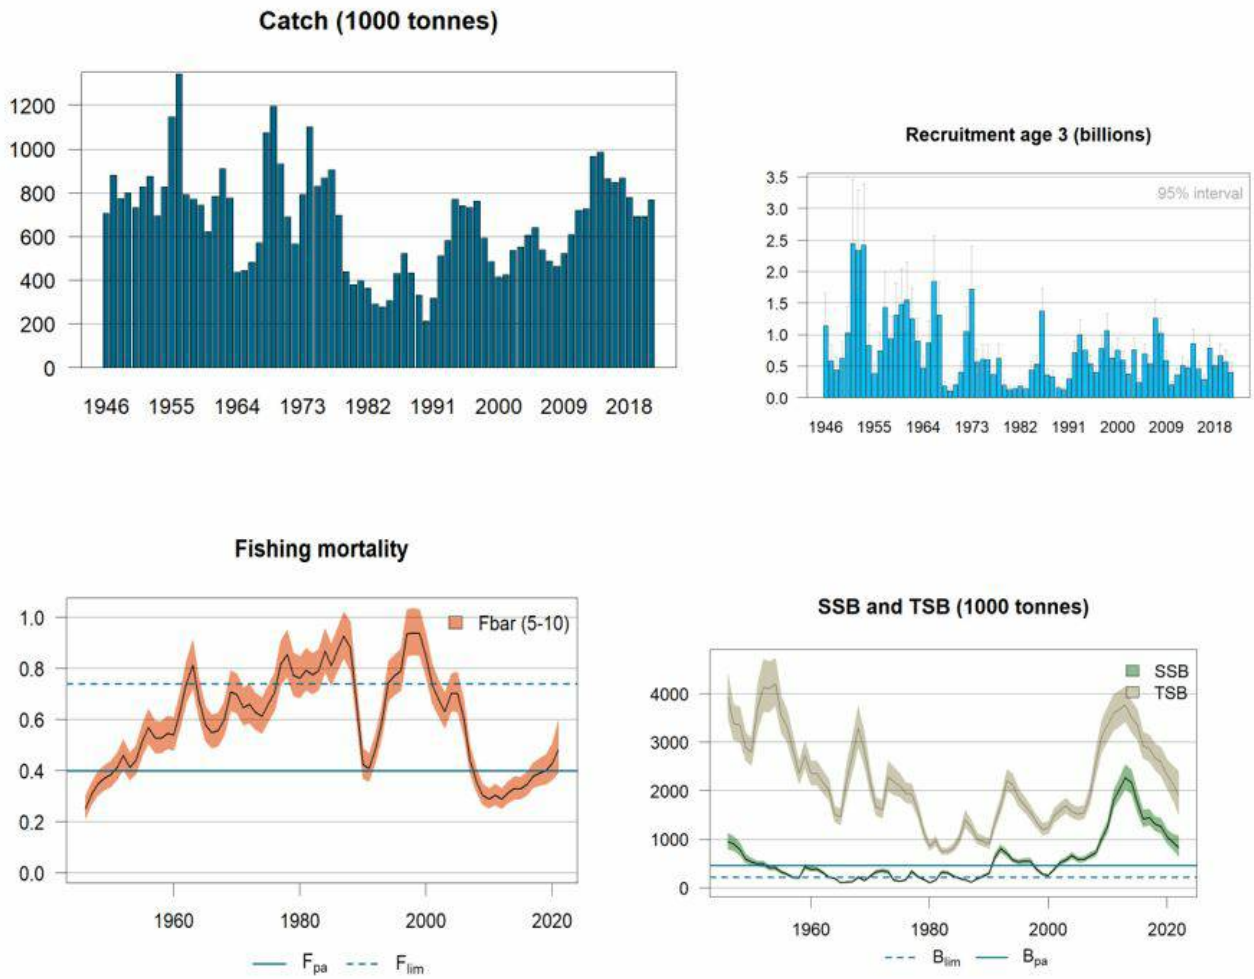 Catch (1000 tonnes)
1200
1000
800
600
400
200
0
1946 1955 1964 1973 1982 1991 2000 2009 2018
Recruitment age 3 (billions)
95% interval
3.5
3.0
2.5
2.0
1.5
1.0
0.5
0.0
1946 1955 1964 1973 1982 1991 2000 2009 2018
Fishing mortality
Fbar (5-10)
1.0
0.8
0.6
0.4
0.2
0.0
1960 1980 2000 2020
Fpa Flim
SSB and TSB (1000 tonnes)
SSB
TSB
4000
3000
2000
1000
0
1960 1980 2000 2020
Blim Bpa